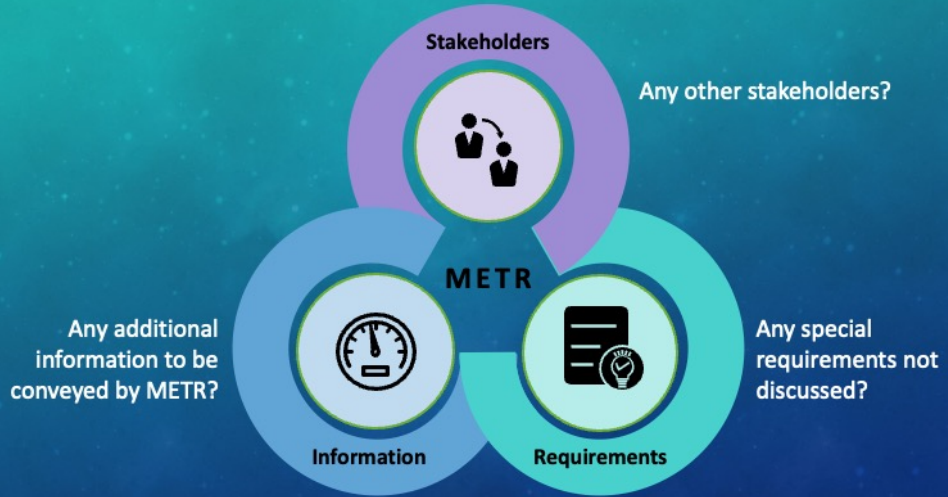 Stakeholders
Any other stakeholders?
METR
Any additional
information to be
conveyed by METR?
Any special
requirements not
discussed?
Information
Requirements